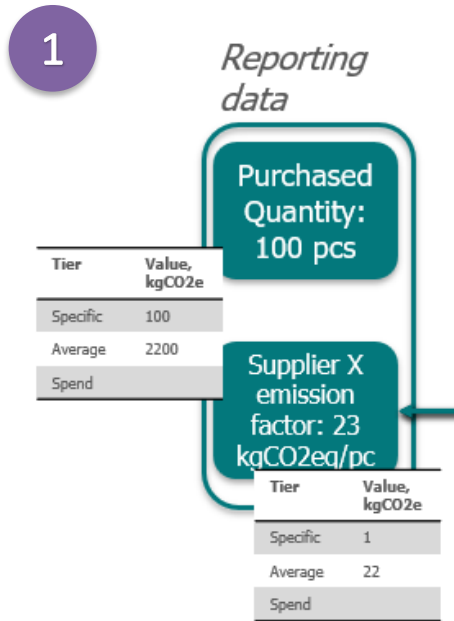 1
Reporting
data
Purchased
Quantity:
100 pcs
Tier Value,
kgCO2e
Specific 100
Average 2200
Spend
Supplier X
emission
factor: 23
kgCO2eq/pc
Tier Value,
kgCO2e
Specific 1
Average 22
Spend